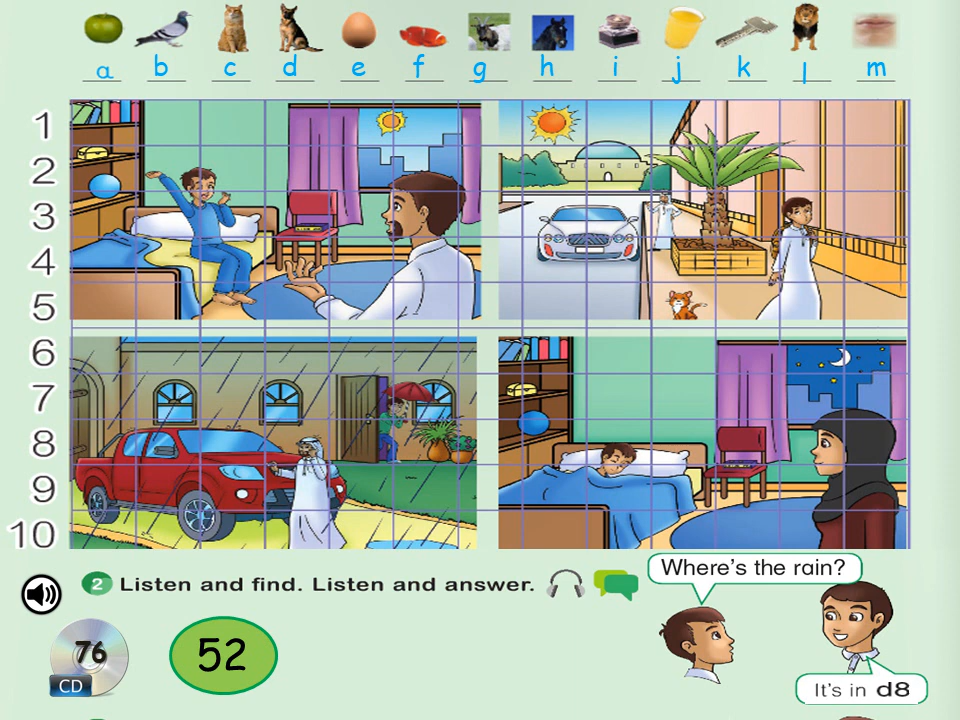 a b c d e f g h i j k l m
1
2
3
4
5
6
7
8
9
10
2 Listen and find. Listen and answer.
Where's the rain?
76
CD
52
It's in d8